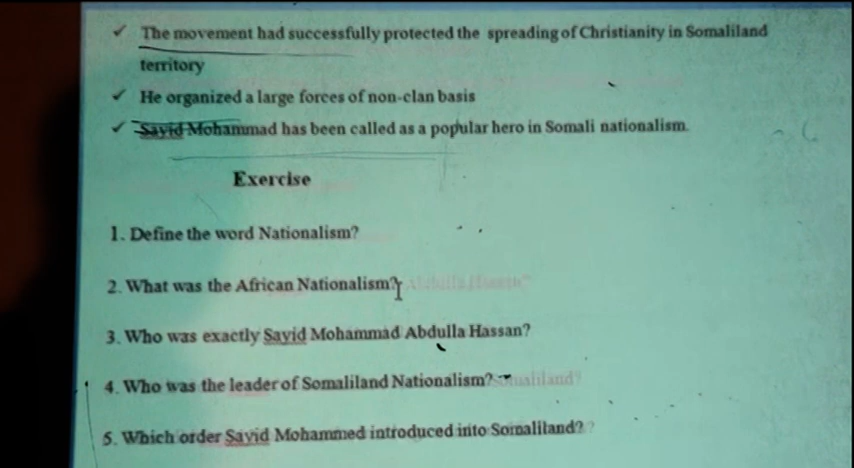 ✓ The movement had successfully protected the spreading of Christianity in Somaliland
territory
✓ He organized a large forces of non-clan basis
✓ Sayid Mohammad has been called as a popular hero in Somali nationalism.
Exercise
1. Define the word Nationalism?
2. What was the African Nationalism?
3. Who was exactly Sayid Mohammad Abdulla Hassan?
4. Who was the leader of Somaliland Nationalism?
5. Which order Sayid Mohammed introduced into Somaliland?